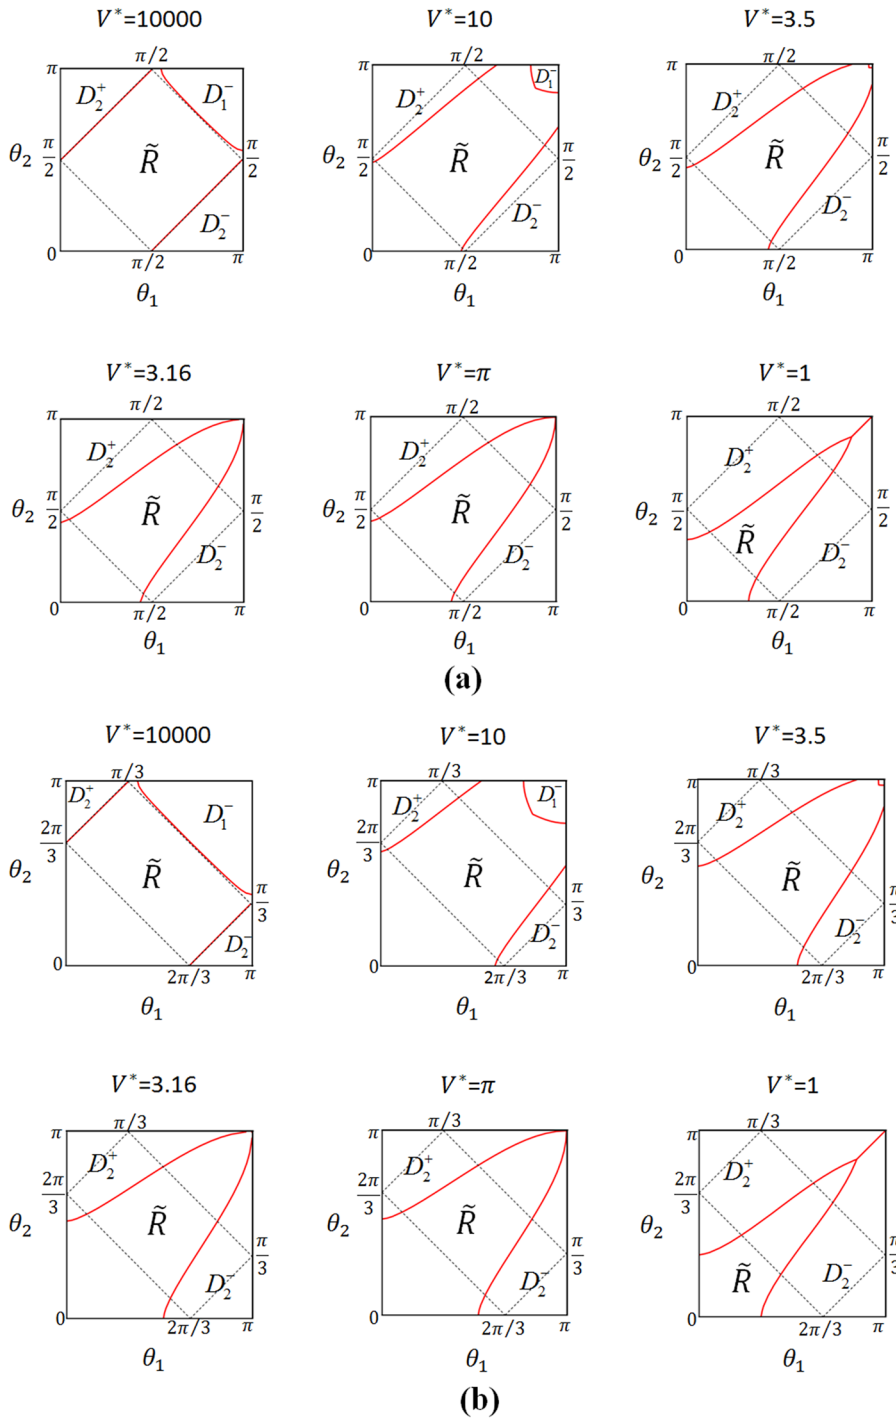 V*=10000
π/2
D₂⁺
D₁⁻
θ₂
π/2
R̃
π/2
D₂⁻
0
π/2
π
θ₁
V*=10
π/2
D₁⁻
D₂⁺
θ₂
π/2
R̃
π/2
D₂⁻
0
π/2
π
θ₁
V*=3.5
π
π/2
D₂⁺
θ₂
π/2
R̃
π/2
D₂⁻
0
π/2
π
θ₁
V*=3.16
π
π/2
D₂⁺
θ₂
π/2
R̃
π/2
D₂⁻
0
π/2
π
θ₁
V*=π
π
π/2
D₂⁺
θ₂
π/2
R̃
π/2
D₂⁻
0
π/2
π
θ₁
V*=1
π
π/2
D₂⁺
θ₂
π/2
R̃
π/2
D₂⁻
0
π/2
π
θ₁
(a)
V*=10000
π
π/3
D₂⁺
D₁⁻
2π/3
θ₂
R̃
π/3
D₂⁻
0
2π/3
π
θ₁
V*=10
π
π/3
D₁⁻
D₂⁺
2π/3
θ₂
R̃
π/3
D₂⁻
0
2π/3
π
θ₁
V*=3.5
π
π/3
D₂⁺
2π/3
θ₂
R̃
π/3
D₂⁻
0
2π/3
π
θ₁
V*=3.16
π
π/3
D₂⁺
2π/3
θ₂
R̃
π/3
D₂⁻
0
2π/3
π
θ₁
V*=π
π
π/3
D₂⁺
2π/3
θ₂
R̃
π/3
D₂⁻
0
2π/3
π
θ₁
V*=1
π
π/3
D₂⁺
2π/3
θ₂
R̃
π/3
D₂⁻
0
2π/3
π
θ₁
(b)